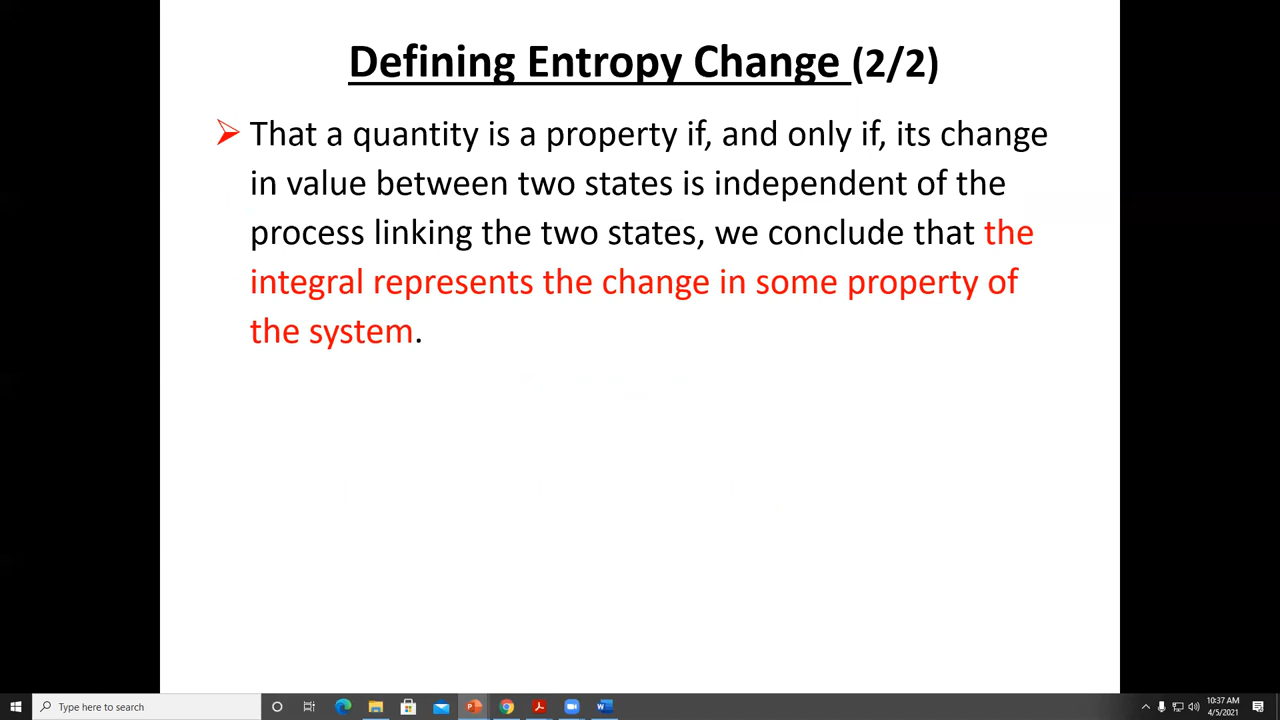 Defining Entropy Change (2/2)
That a quantity is a property if, and only if, its change
in value between two states is independent of the
process linking the two states, we conclude that the
integral represents the change in some property of
the system.
Type here to search
10:37 AM
4/5/2021